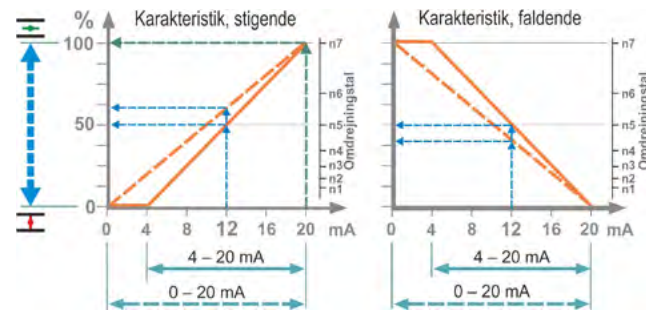 % Karakteristik, stigende Karakteristik, faldende
100 n7 n7
n6 n6
50 n5 n5
n4 n4
n3 n3
n2 n2
0 n1 n1
Omdrejningstal Omdrejningstal
0 4 8 12 16 20 mA 0 4 8 12 16 20 mA
4 – 20 mA 4 – 20 mA
0 – 20 mA 0 – 20 mA